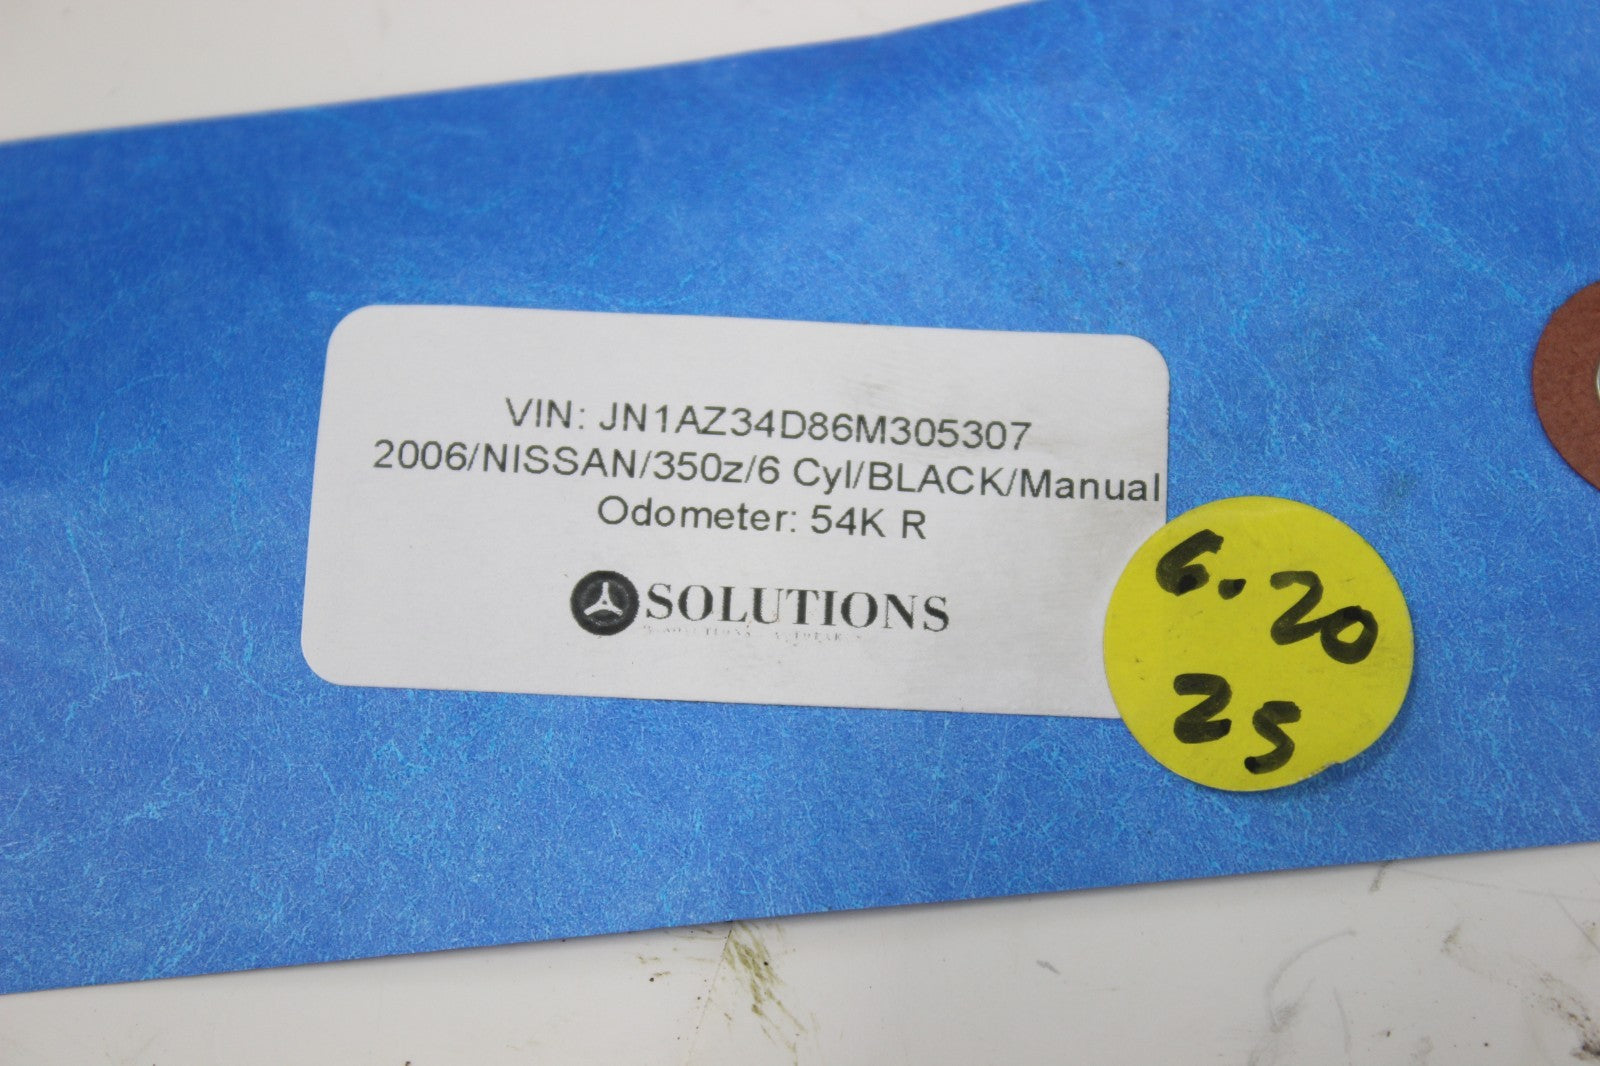 VIN: JN1AZ34D86M305307
2006/NISSAN/350z/6 Cyl/BLACK/Manual
Odometer: 54K R
SOLUTIONS
6.20
25